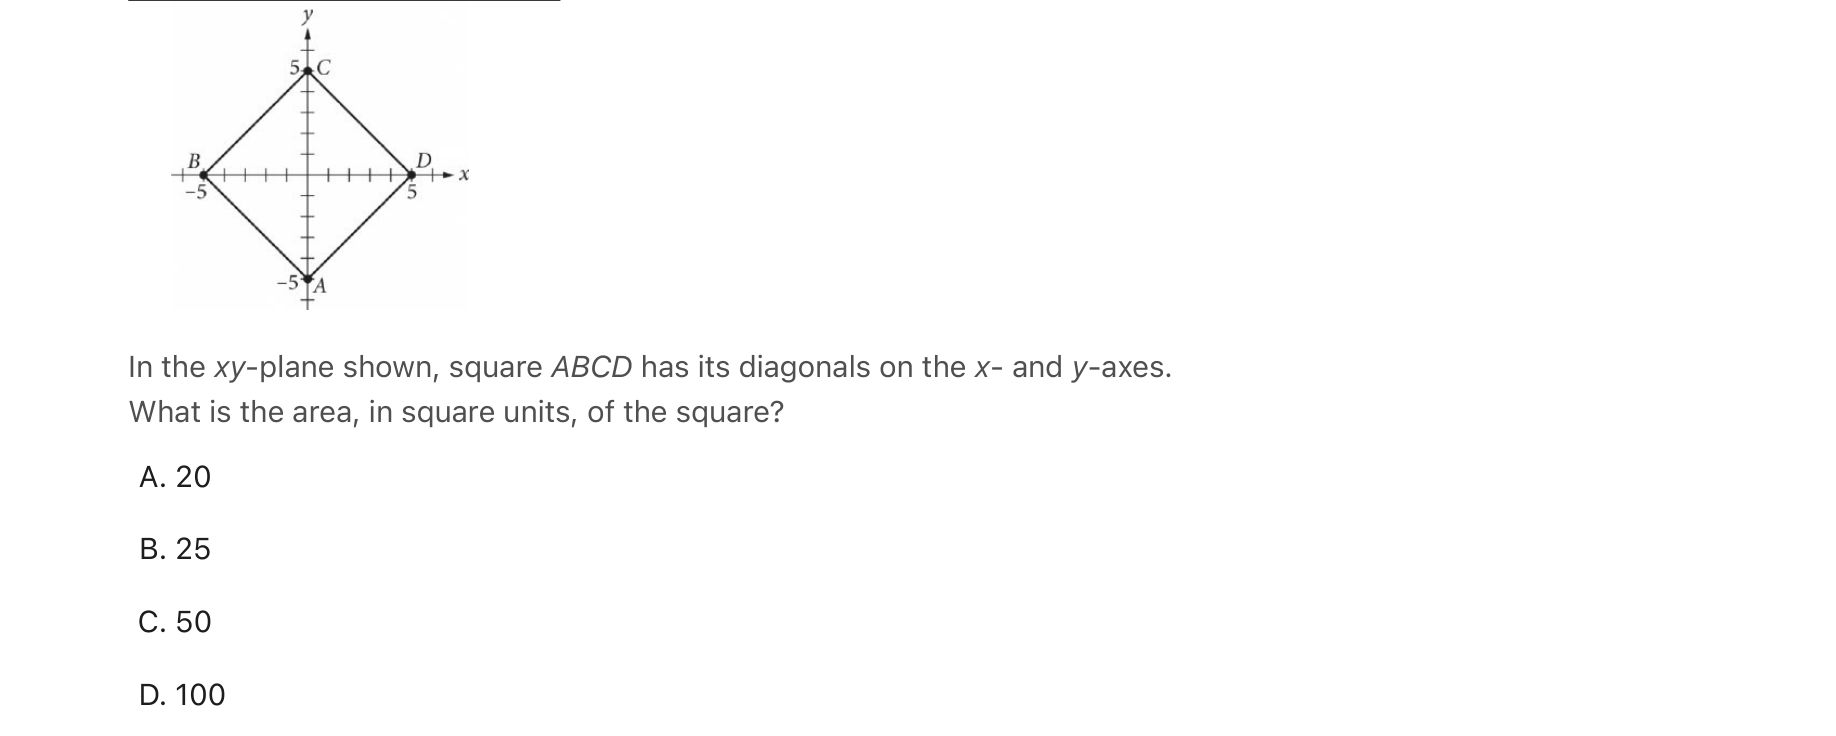 y
5 C
B D
x
−5 5
−5 A
In the xy-plane shown, square ABCD has its diagonals on the x- and y-axes.
What is the area, in square units, of the square?
A. 20
B. 25
C. 50
D. 100